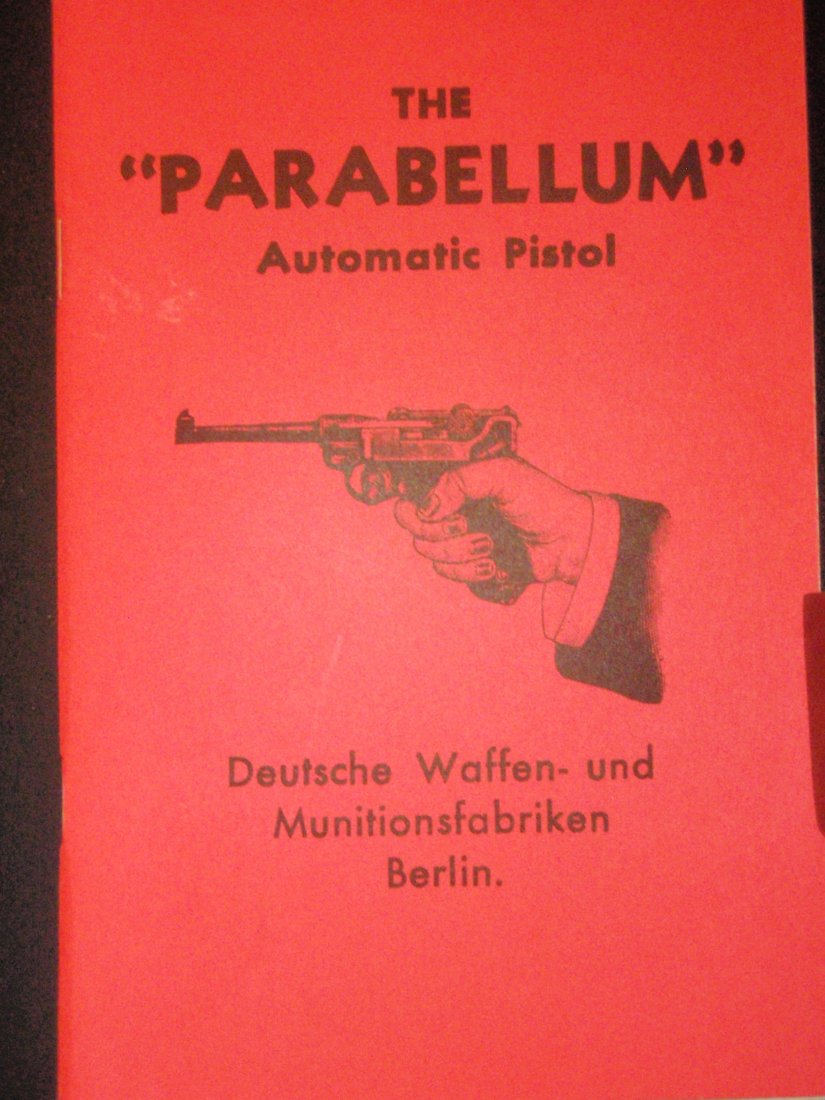 THE
“PARABELLUM”
Automatic Pistol
Deutsche Waffen- und
Munitionsfabriken
Berlin.